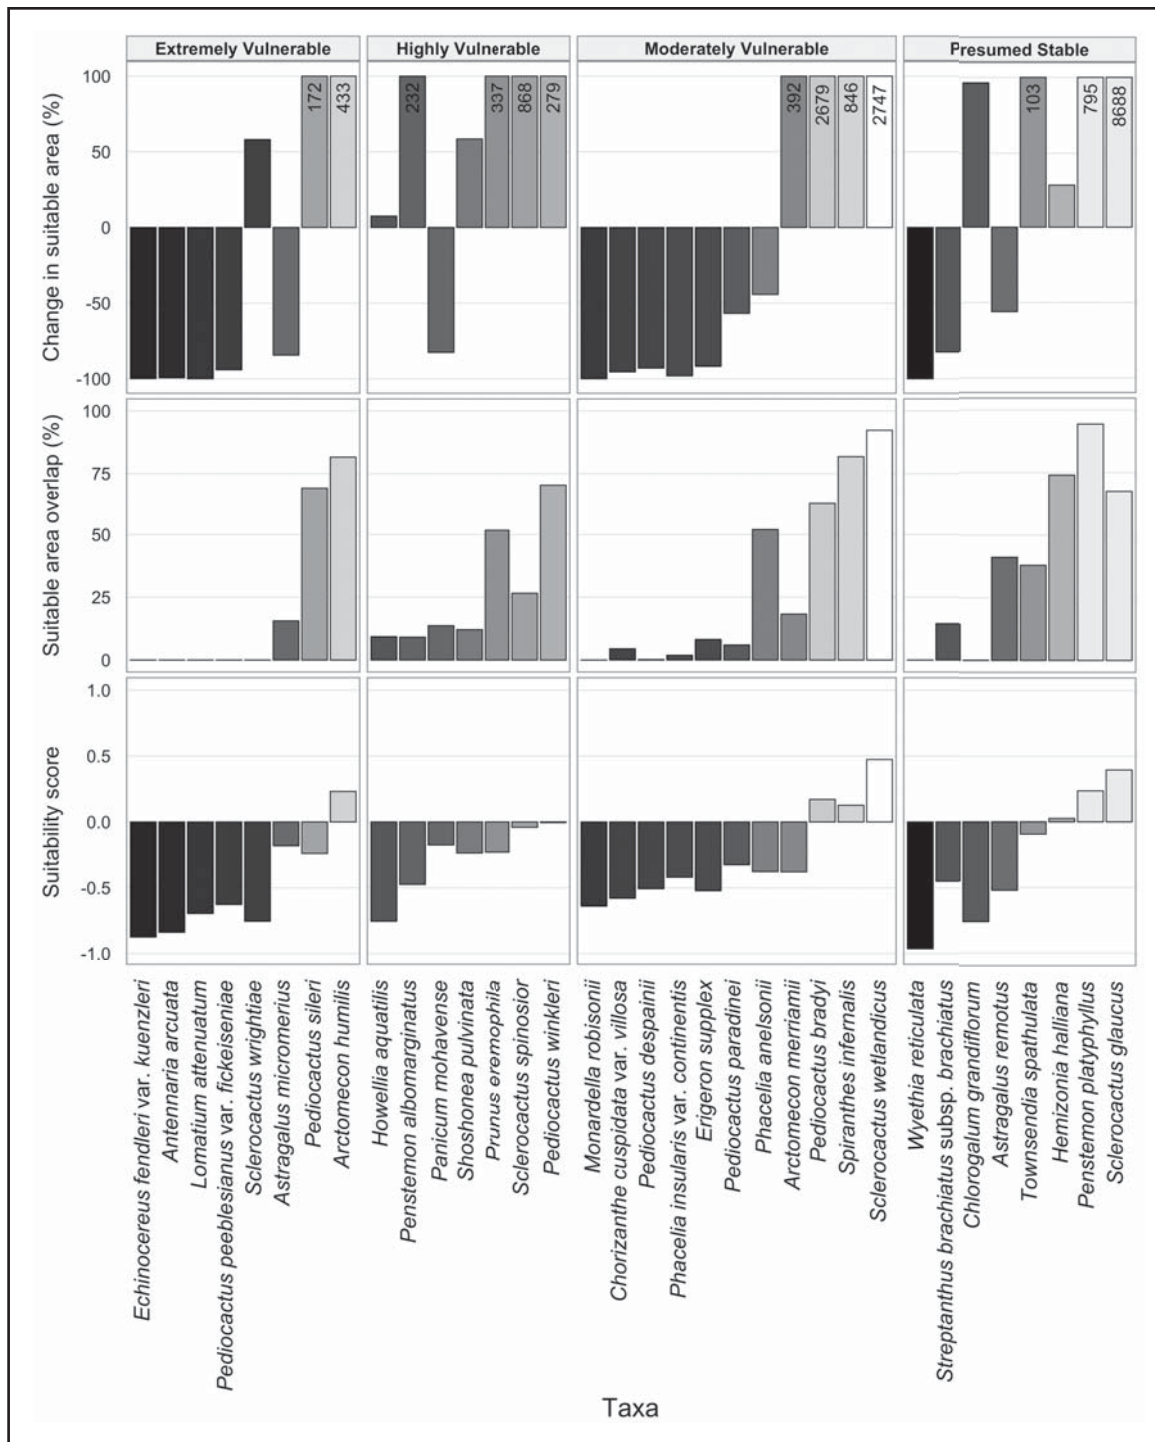 Extremely Vulnerable
Highly Vulnerable
Moderately Vulnerable
Presumed Stable
Change in suitable area (%)
100
50
0
-50
-100
172
433
232
337
868
279
392
2679
846
2747
103
795
8688
Suitable area overlap (%)
100
75
50
25
0
Suitability score
1.0
0.5
0.0
-0.5
-1.0
Echinocereus fendleri var. kuenzleri
Antennaria arcuata
Lomatium attenuatum
Pediocactus peeblesianus var. fickeiseniae
Sclerocactus wrightiae
Astragalus micromerius
Pediocactus sileri
Arctomecon humilis
Howellia aquatilis
Penstemon albomarginatus
Panicum mohavense
Shoshonea pulvinata
Prunus eremophila
Sclerocactus spinosior
Pediocactus winkleri
Monardella robisonii
Chorizanthe cuspidata var. villosa
Pediocactus despainii
Phacelia insularis var. continentis
Erigeron supplex
Pediocactus paradinei
Phacelia anelsonii
Arctomecon merriamii
Pediocactus bradyi
Spiranthes infernalis
Sclerocactus wetlandicus
Wyethia reticulata
Streptanthus brachiatus subsp. brachiatus
Chlorogalum grandiflorum
Astragalus remotus
Townsendia spathulata
Hemizonia halliana
Penstemon platyphyllus
Sclerocactus glaucus
Taxa